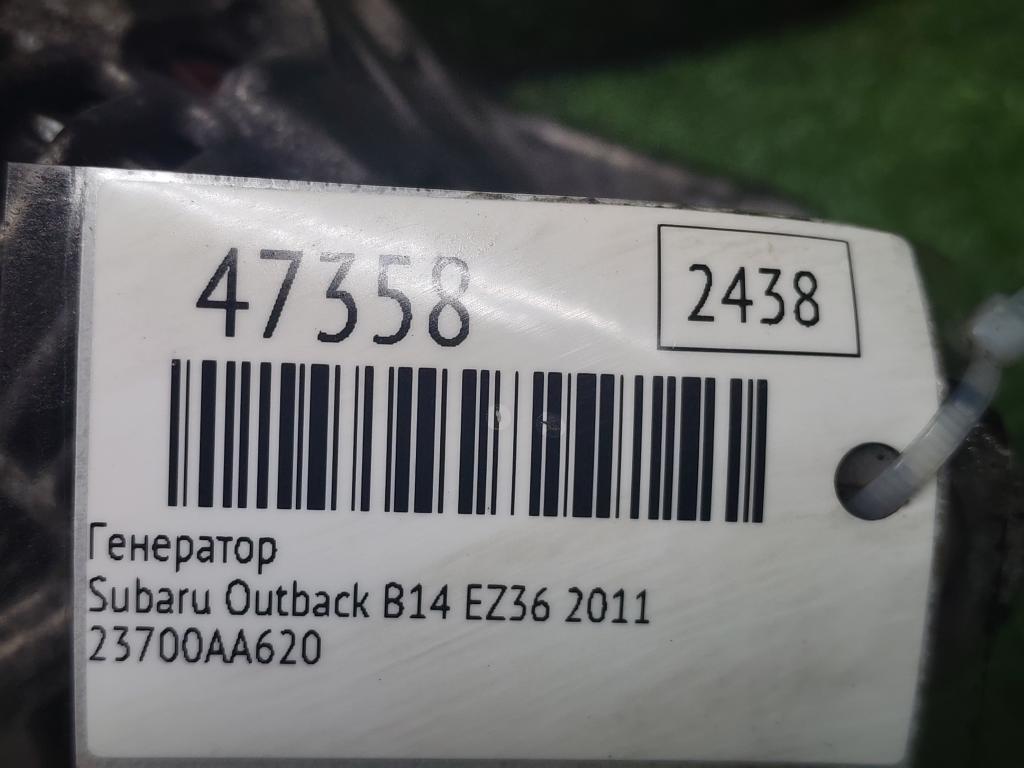 47358
2438
Генератор
Subaru Outback B14 EZ36 2011
23700AA620